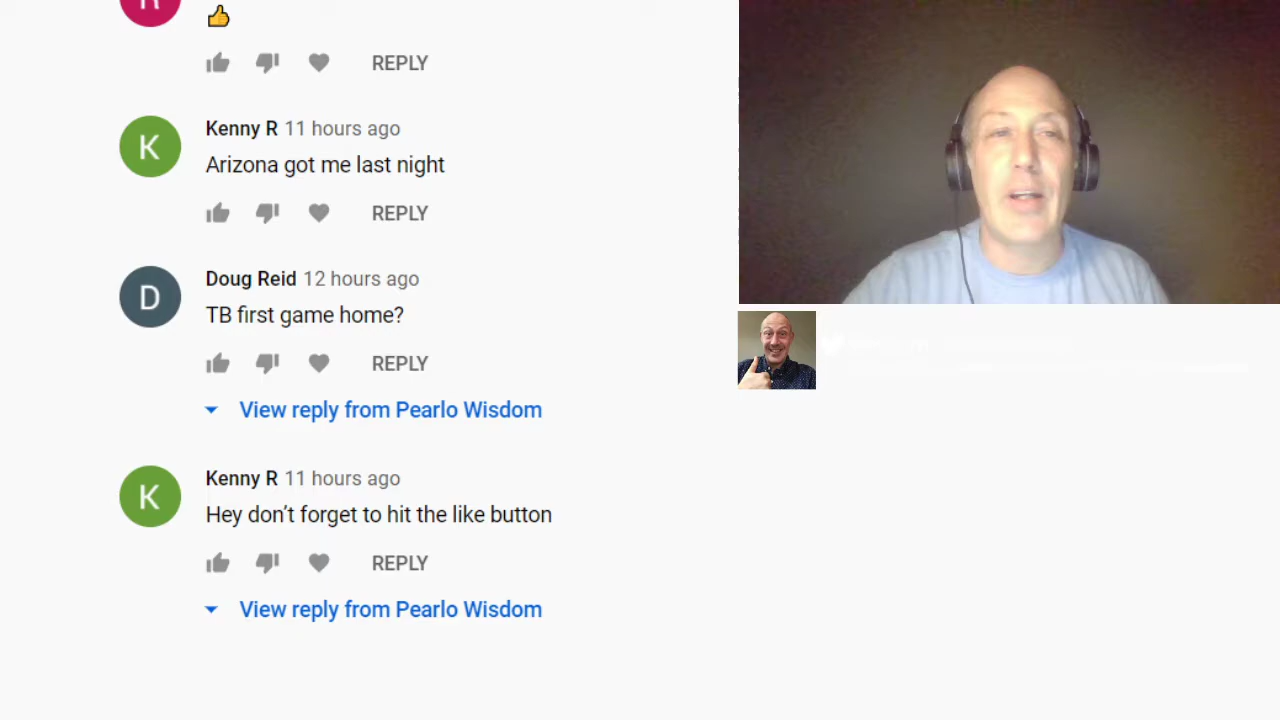 R
👍
REPLY
K
Kenny R 11 hours ago
Arizona got me last night
REPLY
D
Doug Reid 12 hours ago
TB first game home?
REPLY
View reply from Pearlo Wisdom
K
Kenny R 11 hours ago
Hey don't forget to hit the like button
REPLY
View reply from Pearlo Wisdom